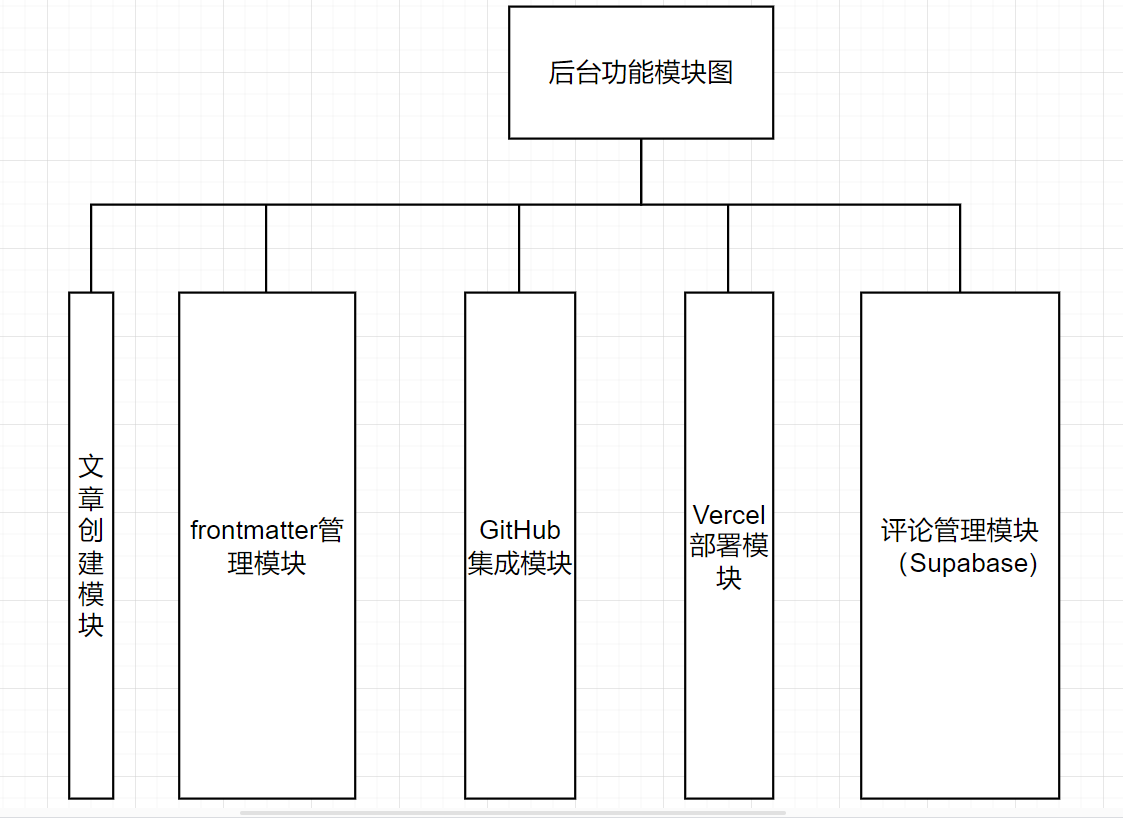 后台功能模块图
文
章
创
建
模
块
frontmatter管
理模块
GitHub
集成模块
Vercel
部署模
块
评论管理模块
（Supabase）